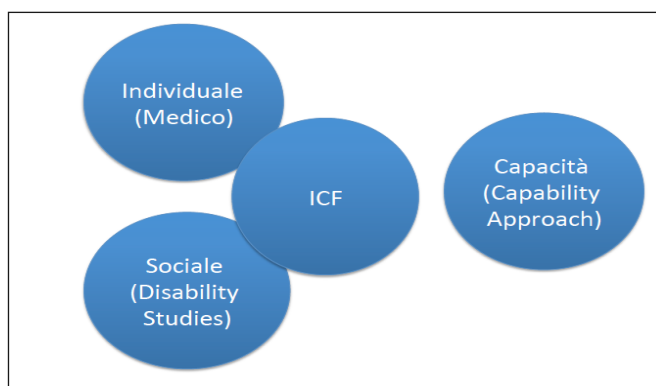 Individuale
(Medico)
ICF
Capacità
(Capability
Approach)
Sociale
(Disability
Studies)